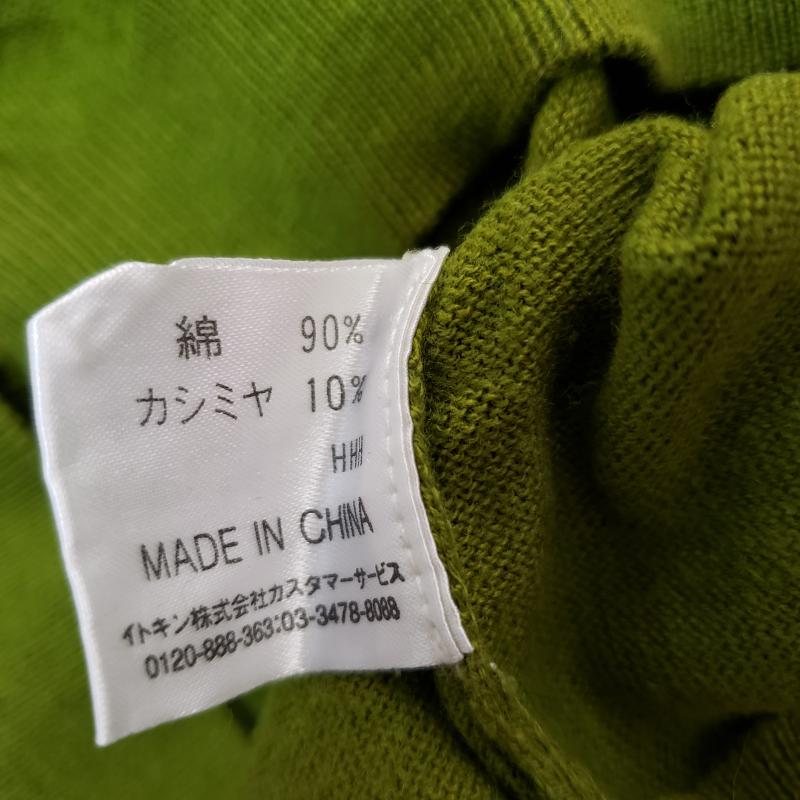 綿 90%
カシミヤ 10%
HHH
MADE IN CHINA
イトキン株式会社カスタマーサービス
0120-888-363:03-3478-8088